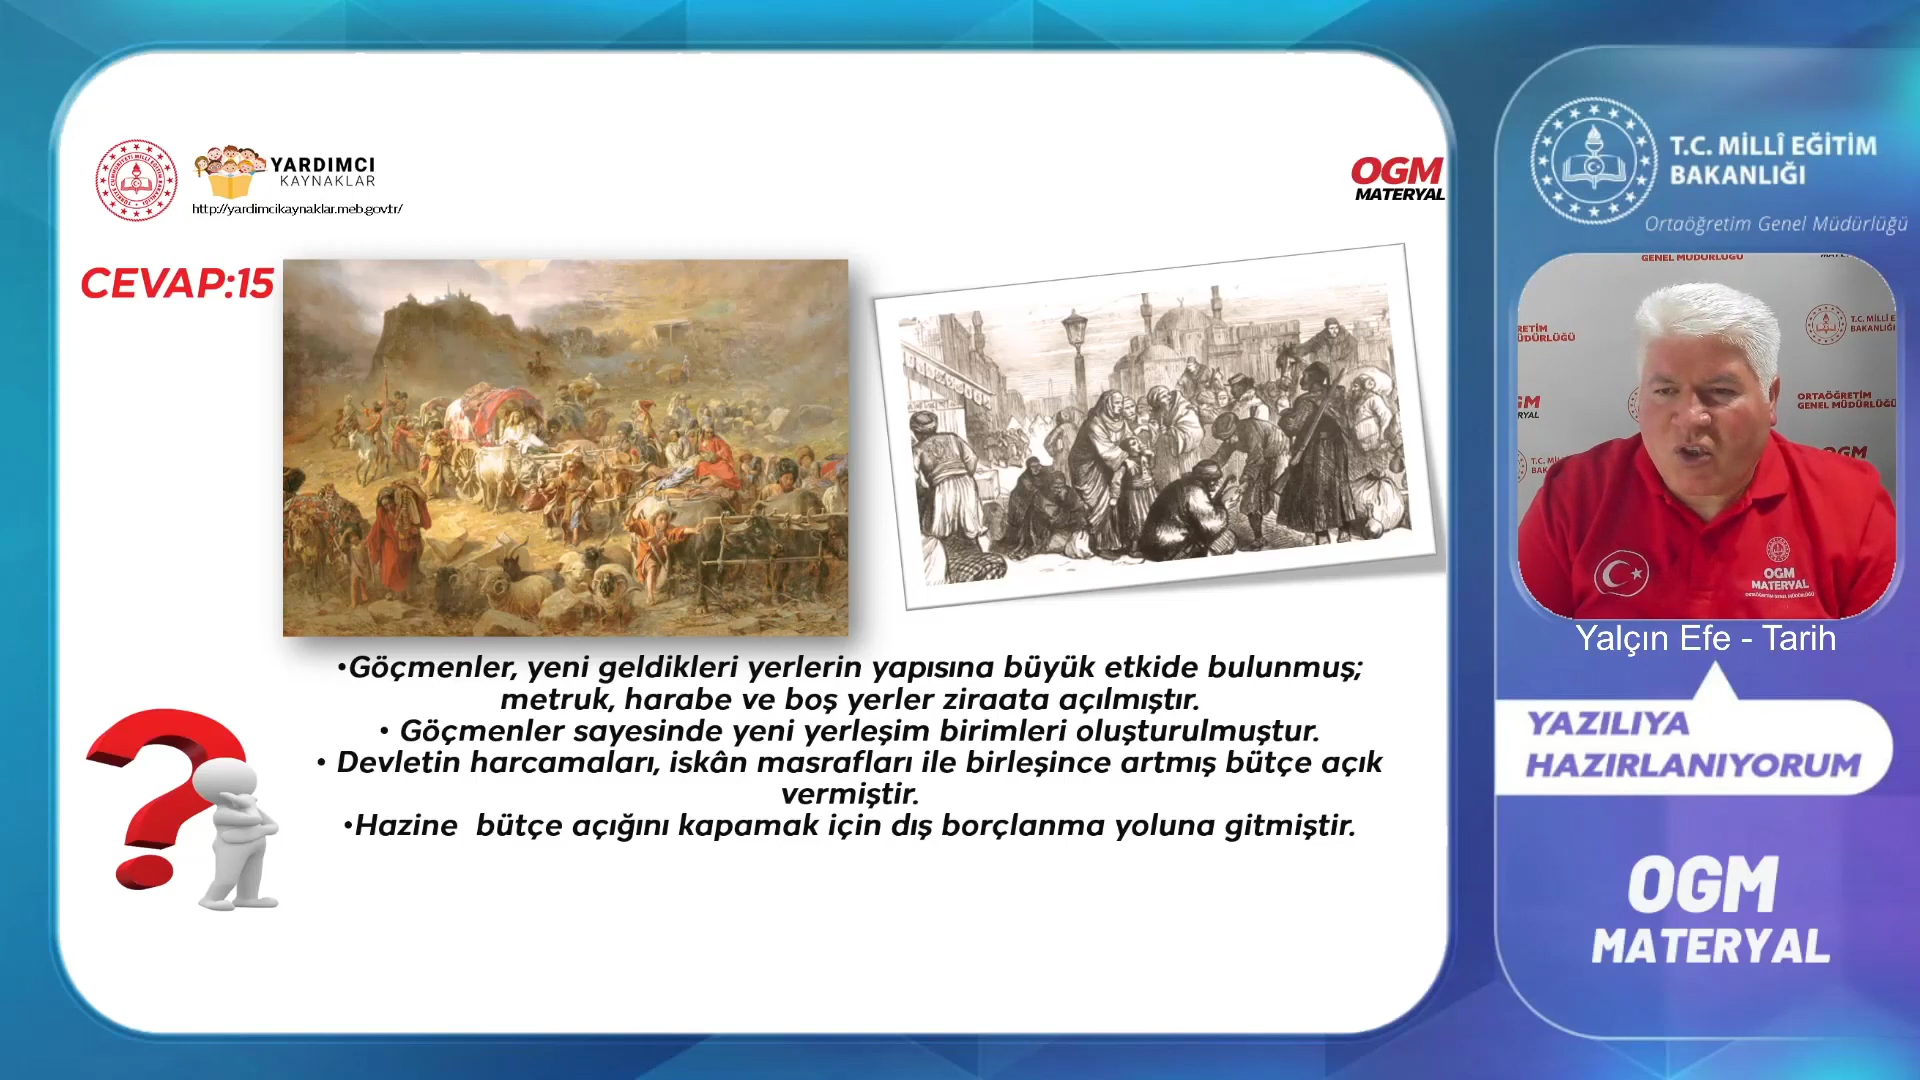 YARDIMCI
KAYNAKLAR
http://yardimcikaynaklar.meb.gov.tr/
OGM
MATERYAL
CEVAP:15
•Göçmenler, yeni geldikleri yerlerin yapısına büyük etkide bulunmuş;
metruk, harabe ve boş yerler ziraata açılmıştır.
• Göçmenler sayesinde yeni yerleşim birimleri oluşturulmuştur.
• Devletin harcamaları, iskân masrafları ile birleşince artmış bütçe açık
vermiştir.
•Hazine bütçe açığını kapamak için dış borçlanma yoluna gitmiştir.
T.C. MİLLÎ EĞİTİM
BAKANLIĞI
Ortaöğretim Genel Müdürlüğü
GENEL MÜDÜRLÜĞÜ
T.C. MİLLÎ E
BAKANLIĞI
ORTAÖĞRETİM
GENEL MÜDÜRLÜĞÜ
OGM
MATERYAL
Yalçın Efe - Tarih
YAZILIYA
HAZIRLANIYORUM
OGM
MATERYAL